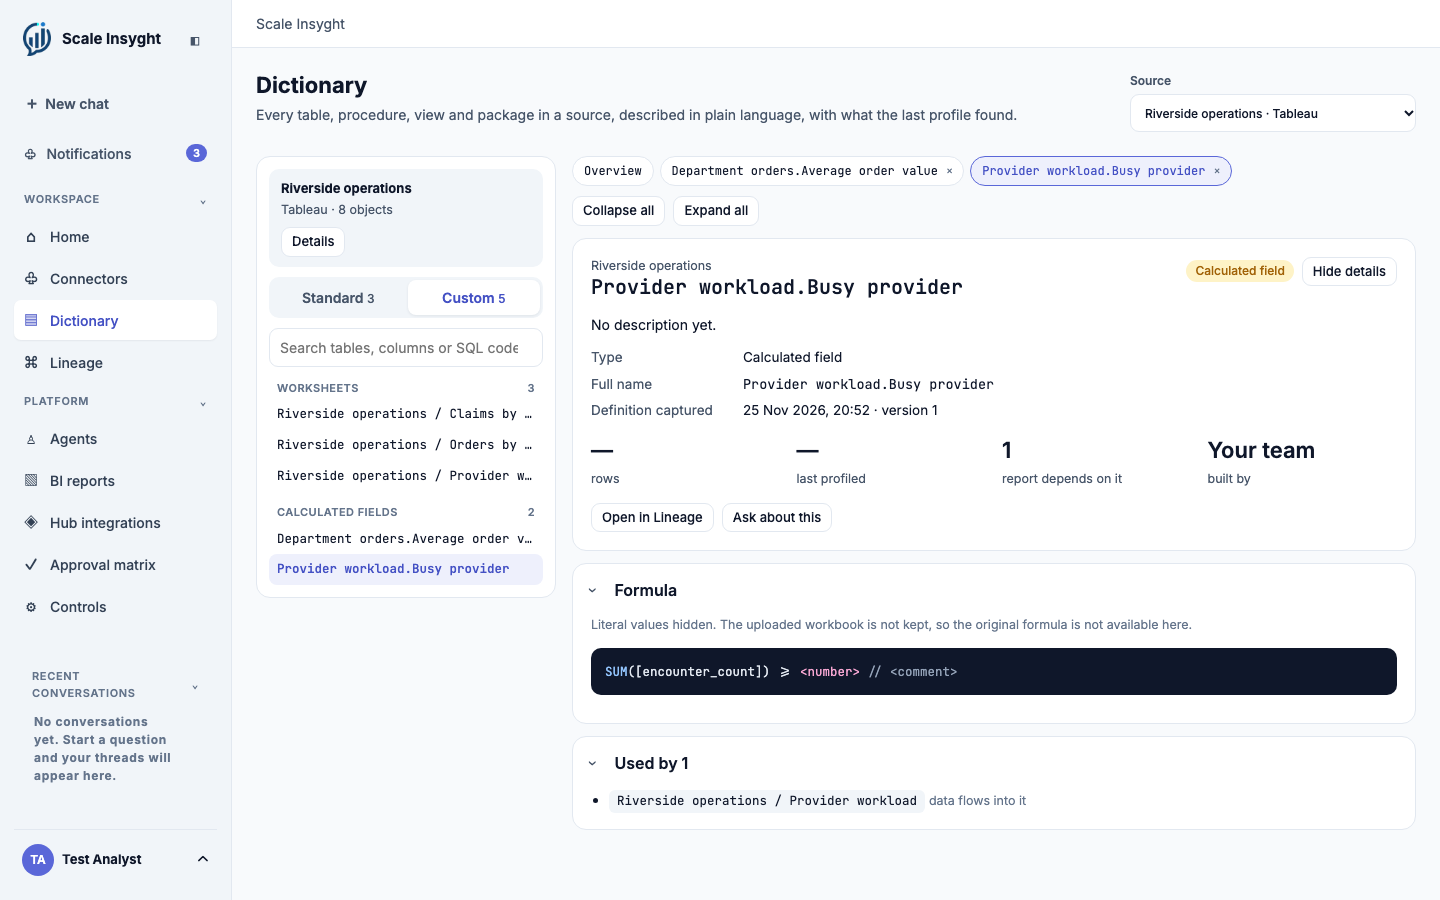 Scale Insyght
Scale Insyght
+ New chat
Notifications 3
WORKSPACE
Home
Connectors
Dictionary
Lineage
PLATFORM
Agents
BI reports
Hub integrations
Approval matrix
Controls
RECENT
CONVERSATIONS
No conversations
yet. Start a question
and your threads will
appear here.
TA Test Analyst
Dictionary
Every table, procedure, view and package in a source, described in plain language, with what the last profile found.
Source
Riverside operations · Tableau
Riverside operations
Tableau · 8 objects
Details
Standard 3 Custom 5
Search tables, columns or SQL code
WORKSHEETS 3
Riverside operations / Claims by …
Riverside operations / Orders by …
Riverside operations / Provider w…
CALCULATED FIELDS 2
Department orders.Average order v…
Provider workload.Busy provider
Overview Department orders.Average order value × Provider workload.Busy provider ×
Collapse all Expand all
Riverside operations
Provider workload.Busy provider
Calculated field Hide details
No description yet.
Type Calculated field
Full name Provider workload.Busy provider
Definition captured 25 Nov 2026, 20:52 · version 1
— — 1 Your team
rows last profiled report depends on it built by
Open in Lineage Ask about this
Formula
Literal values hidden. The uploaded workbook is not kept, so the original formula is not available here.
SUM([encounter_count]) >= <number> // <comment>
Used by 1
• Riverside operations / Provider workload data flows into it